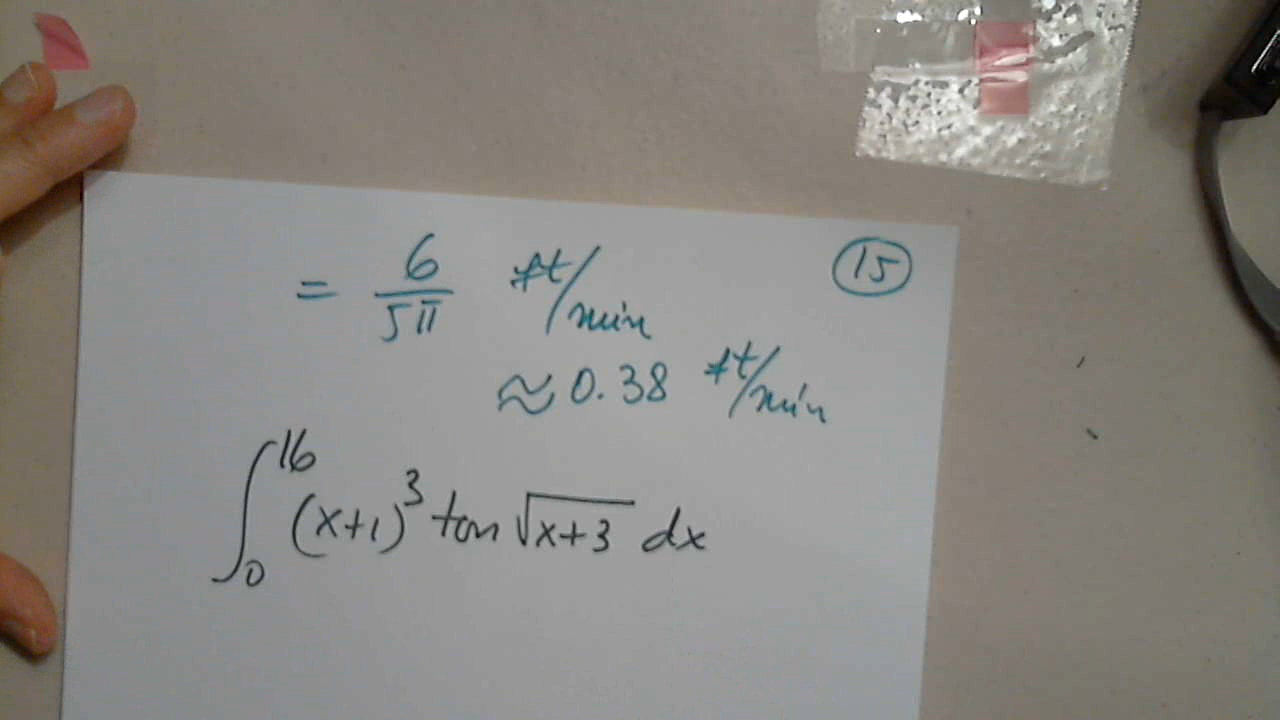 = 6/5π ft/min
15
≈ 0.38 ft/min
∫₀¹⁶ (x+1)³ tan √(x+3) dx